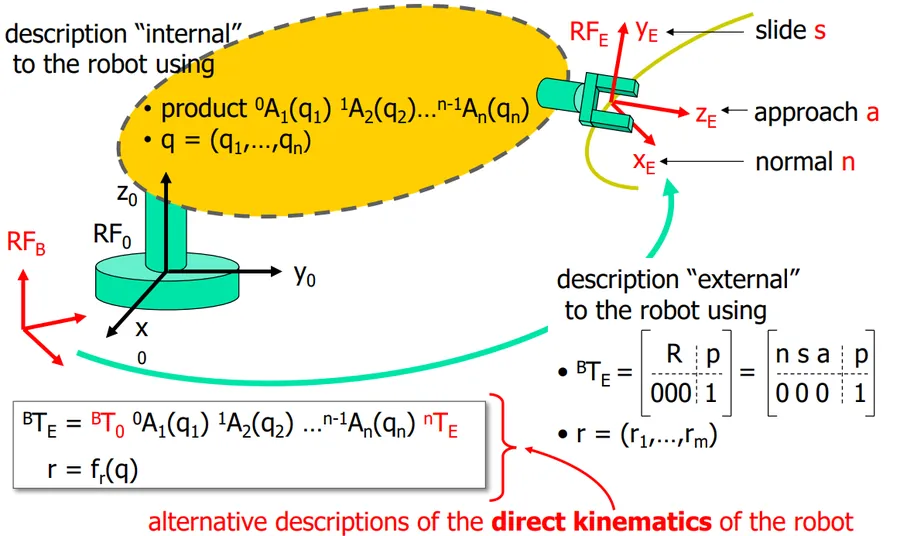 description “internal”
to the robot using
• product ⁰A₁(q₁) ¹A₂(q₂)…ⁿ⁻¹Aₙ(qₙ)
• q = (q₁,…,qₙ)
RF_E
y_E
slide s
z_E
approach a
x_E
normal n
z₀
RF₀
RF_B
y₀
x
0
description “external”
to the robot using
• ᴮT_E = [R p 000 1] = [n s a p 0 0 0 1]
• r = (r₁,…,rₘ)
ᴮT_E = ᴮT₀ ⁰A₁(q₁) ¹A₂(q₂) …ⁿ⁻¹Aₙ(qₙ) ⁿT_E
r = fᵣ(q)
alternative descriptions of the direct kinematics of the robot